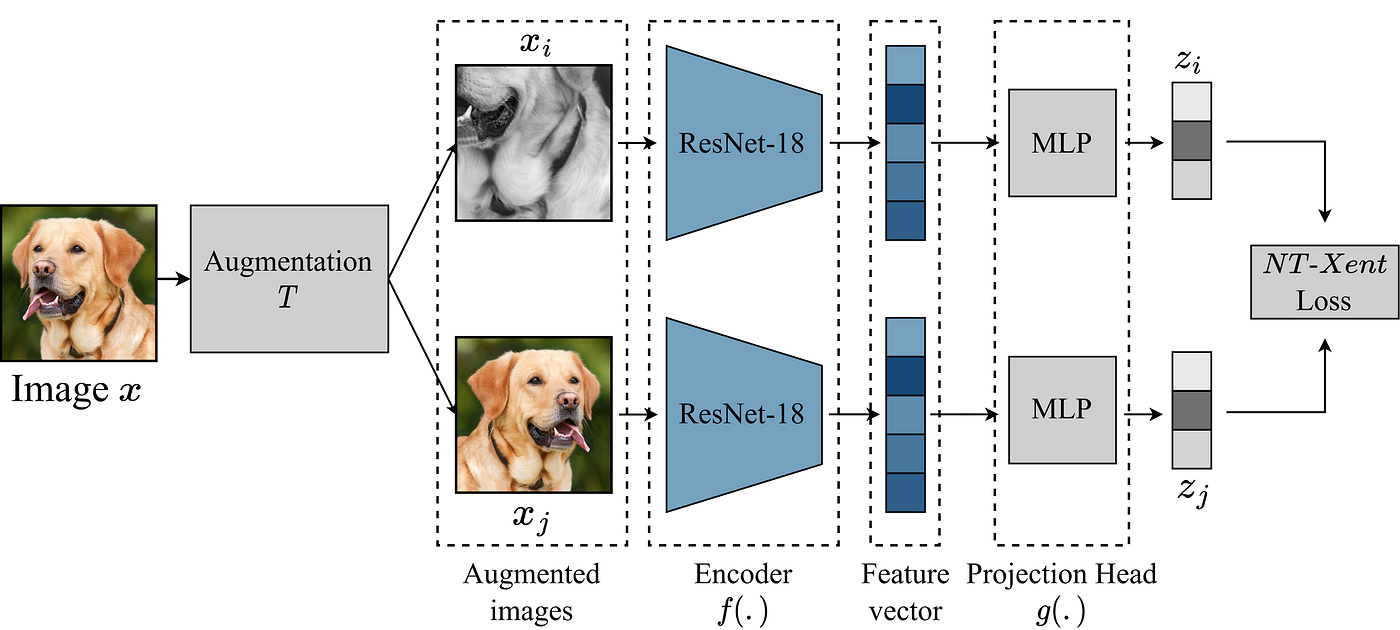 Image x
Augmentation
T
x_i
x_j
Augmented
images
ResNet-18
ResNet-18
Encoder
f(.)
Feature
vector
MLP
MLP
Projection Head
g(.)
z_i
z_j
NT-Xent
Loss